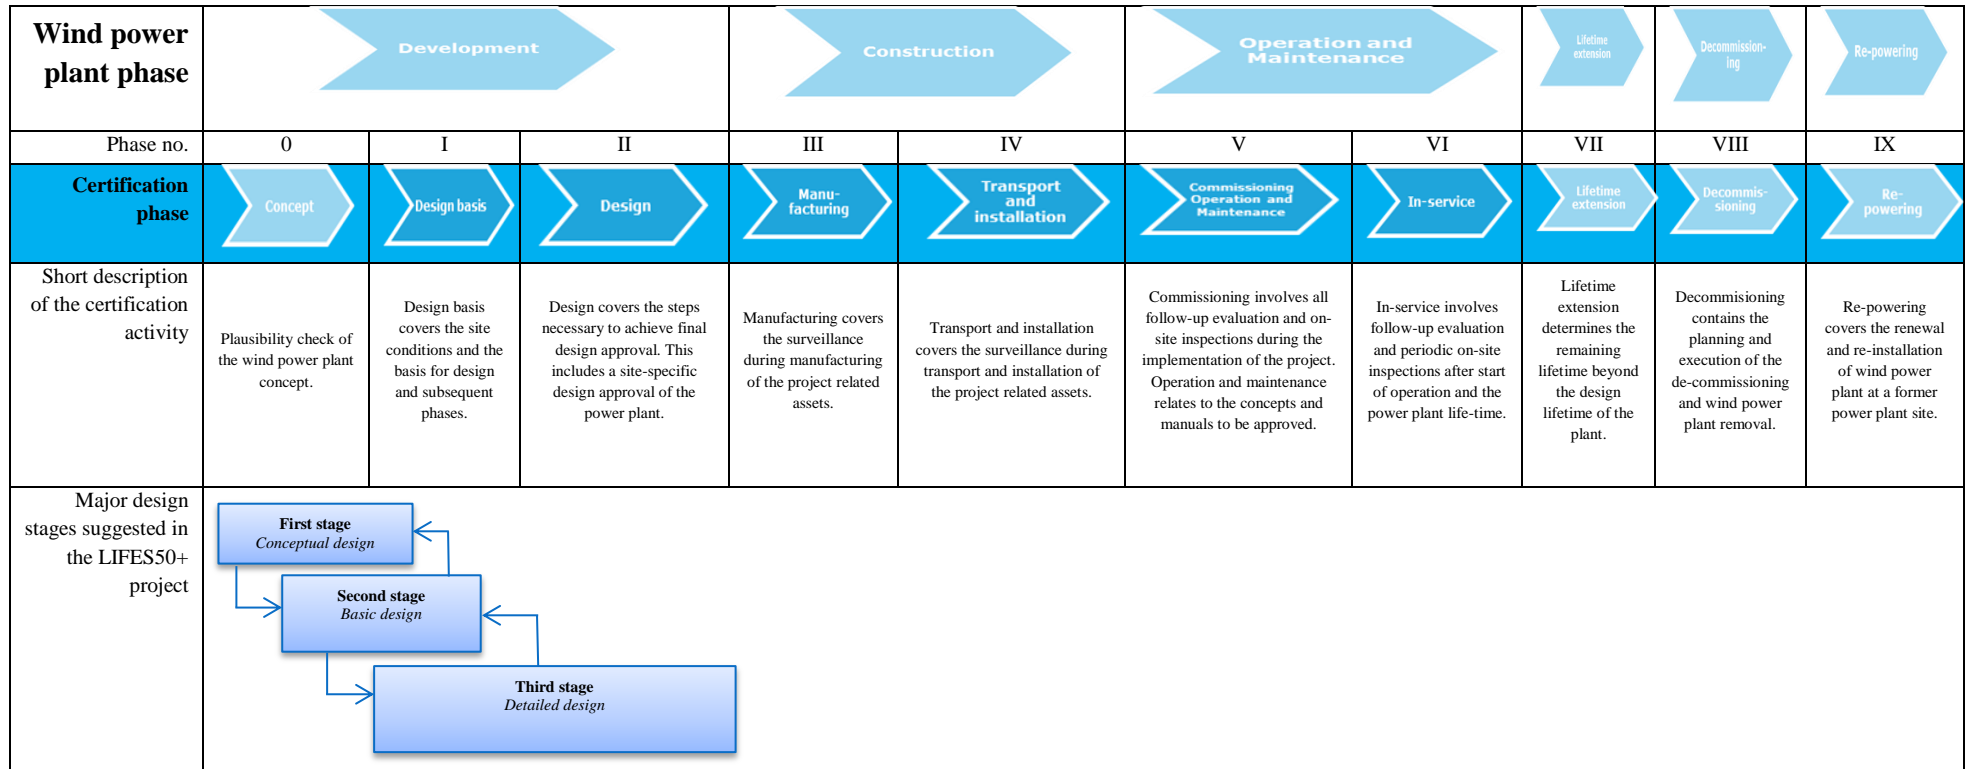 Wind power
plant phase
Development
Construction
Operation and
Maintenance
Lifetime
extension
Decommission-
ing
Re-powering
Phase no.
0
I
II
III
IV
V
VI
VII
VIII
IX
Certification
phase
Concept
Design basis
Design
Manu-
facturing
Transport
and
installation
Commissioning
Operation and
Maintenance
In-service
Lifetime
extension
Decommis-
sioning
Re-
powering
Short description
of the certification
activity
Plausibility check of
the wind power plant
concept.
Design basis
covers the site
conditions and the
basis for design
and subsequent
phases.
Design covers the steps
necessary to achieve final
design approval. This
includes a site-specific
design approval of the
power plant.
Manufacturing covers
the surveillance
during manufacturing
of the project related
assets.
Transport and installation
covers the surveillance during
transport and installation of
the project related assets.
Commissioning involves all
follow-up evaluation and on-
site inspections during the
implementation of the project.
Operation and maintenance
relates to the concepts and
manuals to be approved.
In-service involves
follow-up evaluation
and periodic on-site
inspections after start
of operation and the
power plant life-time.
Lifetime
extension
determines the
remaining
lifetime beyond
the design
lifetime of the
plant.
Decommisioning
contains the
planning and
execution of the
de-commissioning
and wind power
plant removal.
Re-powering
covers the renewal
and re-installation
of wind power
plant at a former
power plant site.
Major design
stages suggested in
the LIFES50+
project
First stage
Conceptual design
Second stage
Basic design
Third stage
Detailed design